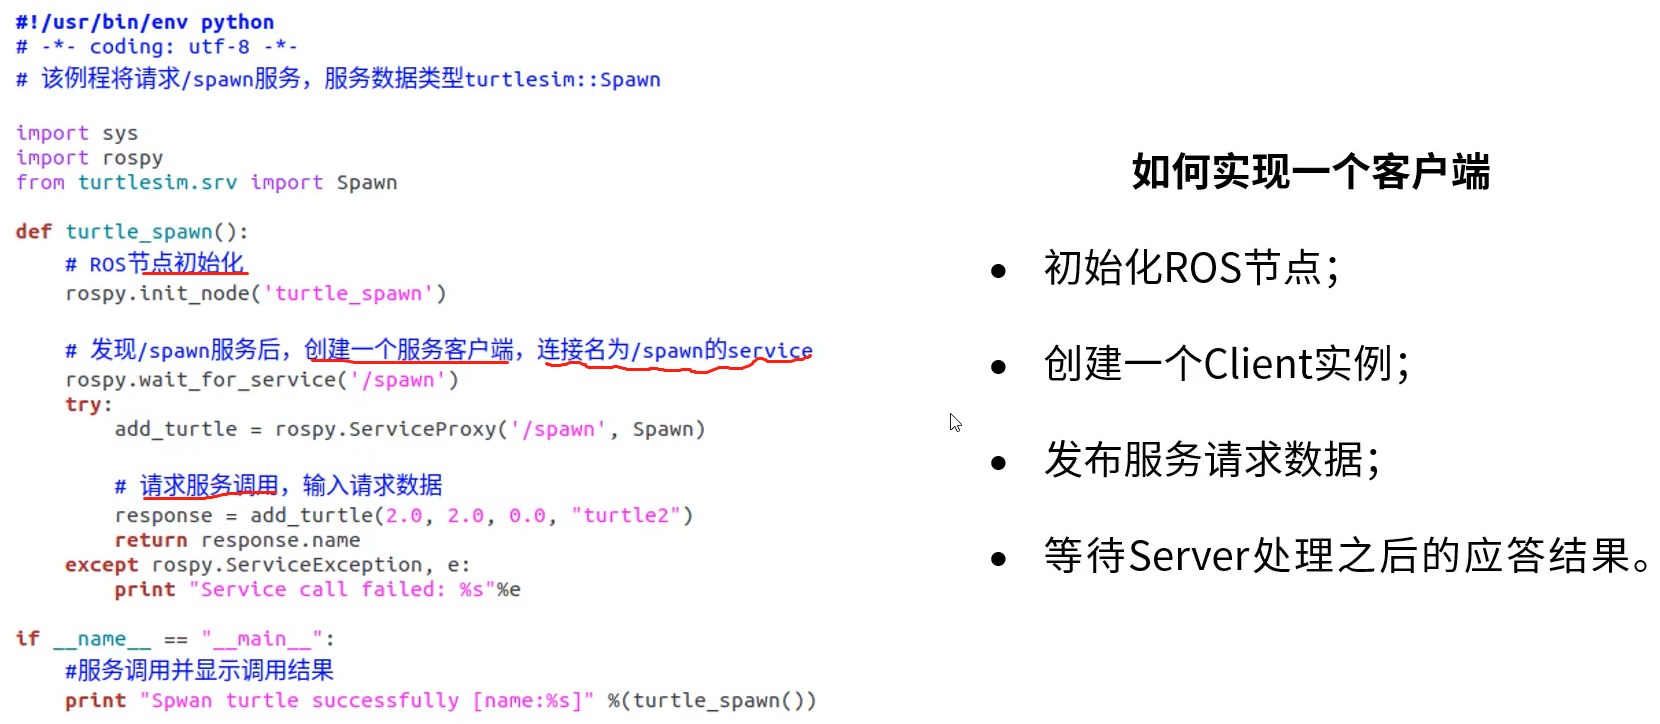 #!/usr/bin/env python
# -*- coding: utf-8 -*-
# 该例程将请求/spawn服务，服务数据类型turtlesim::Spawn
import sys
import rospy
from turtlesim.srv import Spawn
def turtle_spawn():
# ROS节点初始化
rospy.init_node('turtle_spawn')
# 发现/spawn服务后，创建一个服务客户端，连接名为/spawn的service
rospy.wait_for_service('/spawn')
try:
add_turtle = rospy.ServiceProxy('/spawn', Spawn)
# 请求服务调用，输入请求数据
response = add_turtle(2.0, 2.0, 0.0, "turtle2")
return response.name
except rospy.ServiceException, e:
print "Service call failed: %s"%e
if __name__ == "__main__":
#服务调用并显示调用结果
print "Spwan turtle successfully [name:%s]" %(turtle_spawn())
如何实现一个客户端
• 初始化ROS节点；
• 创建一个Client实例；
• 发布服务请求数据；
• 等待Server处理之后的应答结果。